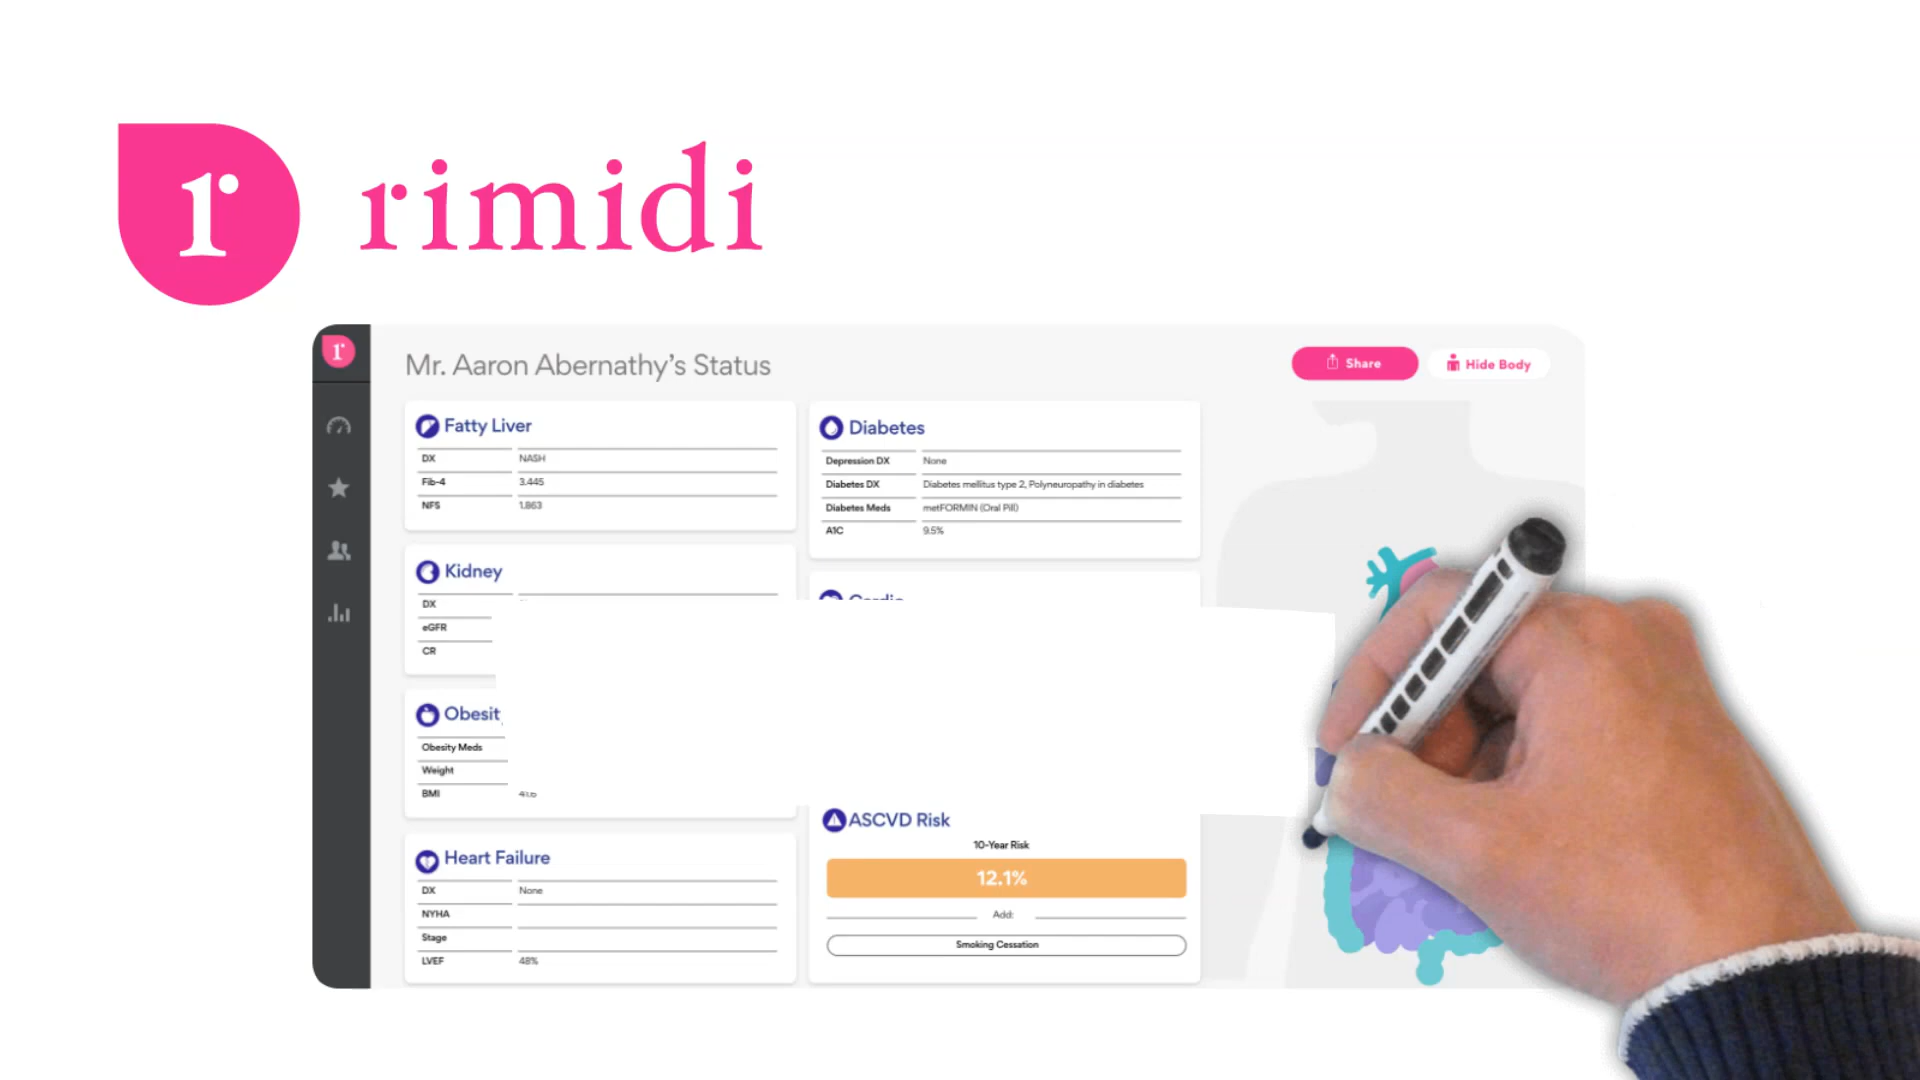 r rimidi
r
Mr. Aaron Abernathy's Status
Share
Hide Body
Fatty Liver
DX NASH
Fib-4 3.445
NFS 1.863
Diabetes
Depression DX None
Diabetes DX Diabetes mellitus type 2, Polyneuropathy in diabetes
Diabetes Meds metFORMIN (Oral Pill)
A1C 9.5%
Kidney
DX
eGFR
CR
Cardio
Obesit
Obesity Meds
Weight
BMI 41.6
Heart Failure
DX None
NYHA
Stage
LVEF 48%
ASCVD Risk
10-Year Risk
12.1%
Add:
Smoking Cessation